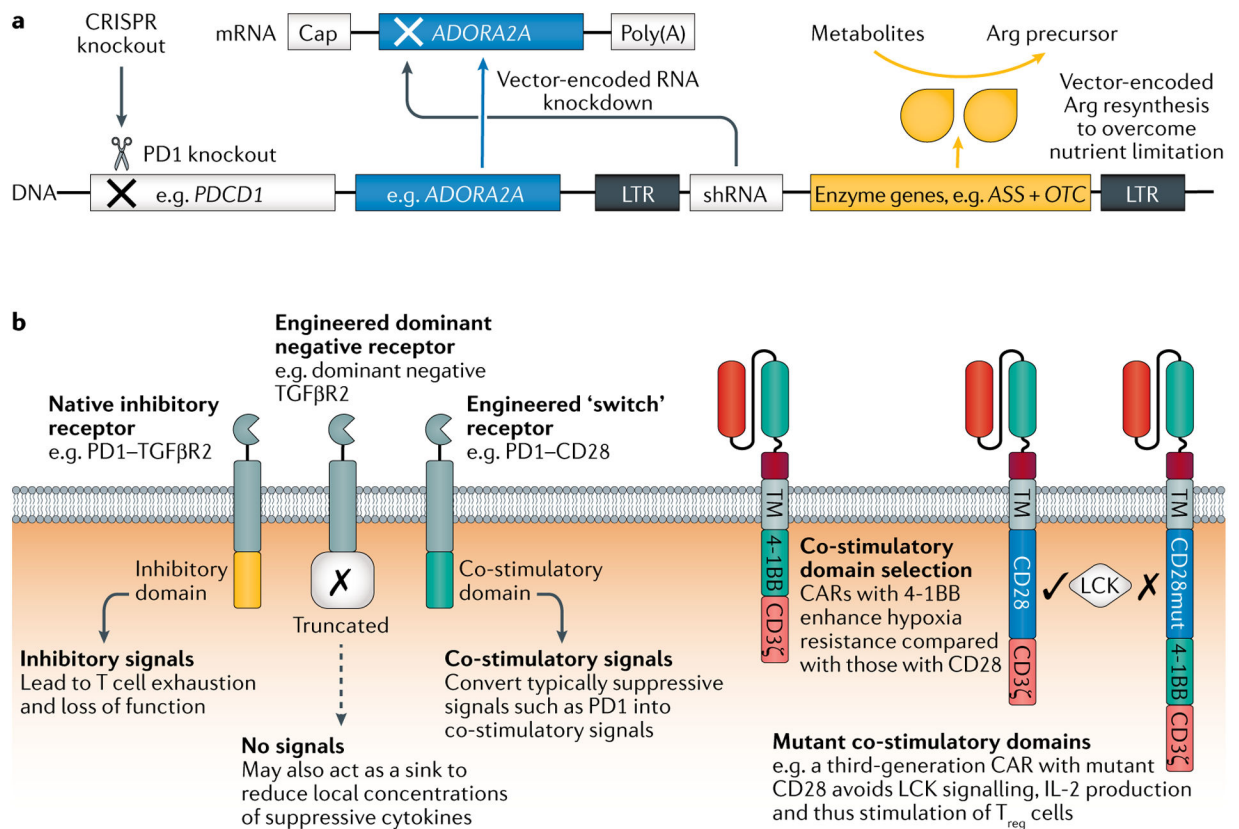 a
CRISPR
knockout
mRNA
Cap
ADORA2A
Poly(A)
Metabolites
Arg precursor
Vector-encoded RNA
knockdown
Vector-encoded
Arg resynthesis
to overcome
nutrient limitation
PD1 knockout
DNA
e.g. PDCD1
e.g. ADORA2A
LTR
shRNA
Enzyme genes, e.g. ASS + OTC
LTR
b
Engineered dominant
negative receptor
e.g. dominant negative
TGFβR2
Native inhibitory
receptor
e.g. PD1–TGFβR2
Engineered ‘switch’
receptor
e.g. PD1–CD28
Inhibitory
domain
Truncated
Co-stimulatory
domain
Inhibitory signals
Lead to T cell exhaustion
and loss of function
No signals
May also act as a sink to
reduce local concentrations
of suppressive cytokines
Co-stimulatory signals
Convert typically suppressive
signals such as PD1 into
co-stimulatory signals
TM
4-1BB
CD3ζ
Co-stimulatory
domain selection
CARs with 4-1BB
enhance hypoxia
resistance compared
with those with CD28
TM
CD28
CD3ζ
LCK
TM
CD28mut
4-1BB
CD3ζ
Mutant co-stimulatory domains
e.g. a third-generation CAR with mutant
CD28 avoids LCK signalling, IL-2 production
and thus stimulation of Treg cells